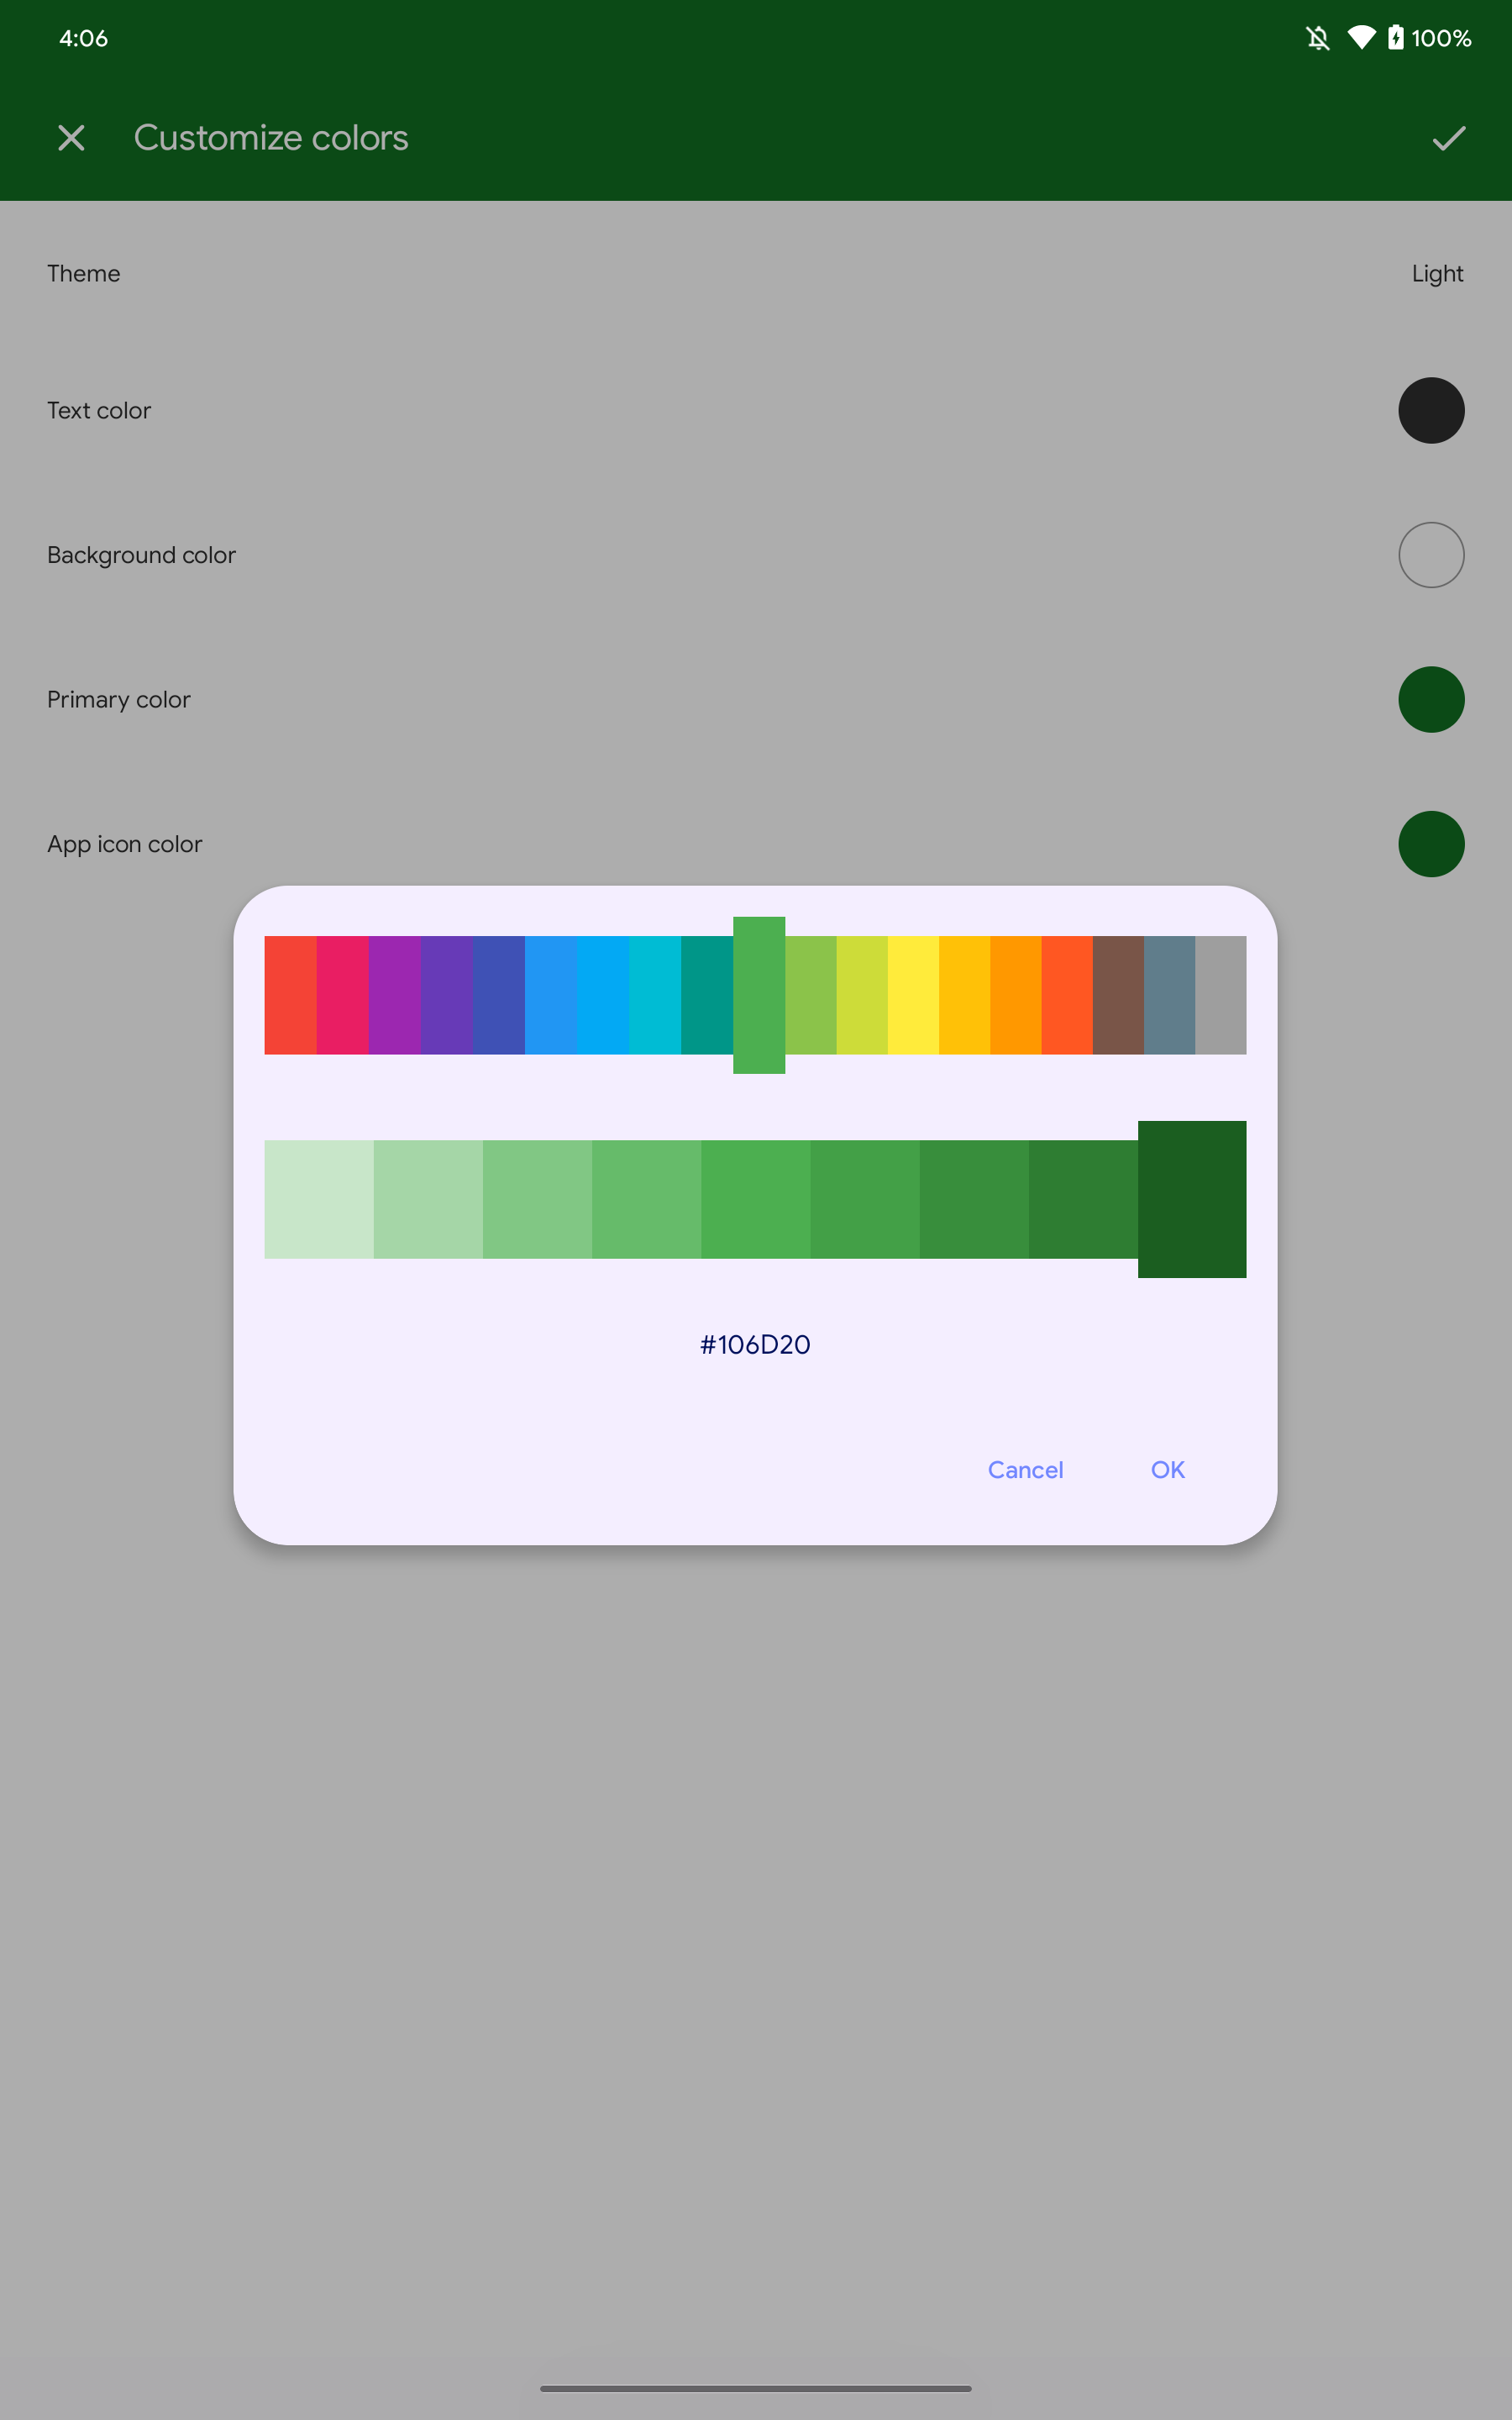 4:06
100%
Customize colors
Theme
Light
Text color
Background color
Primary color
App icon color
#106D20
Cancel
OK